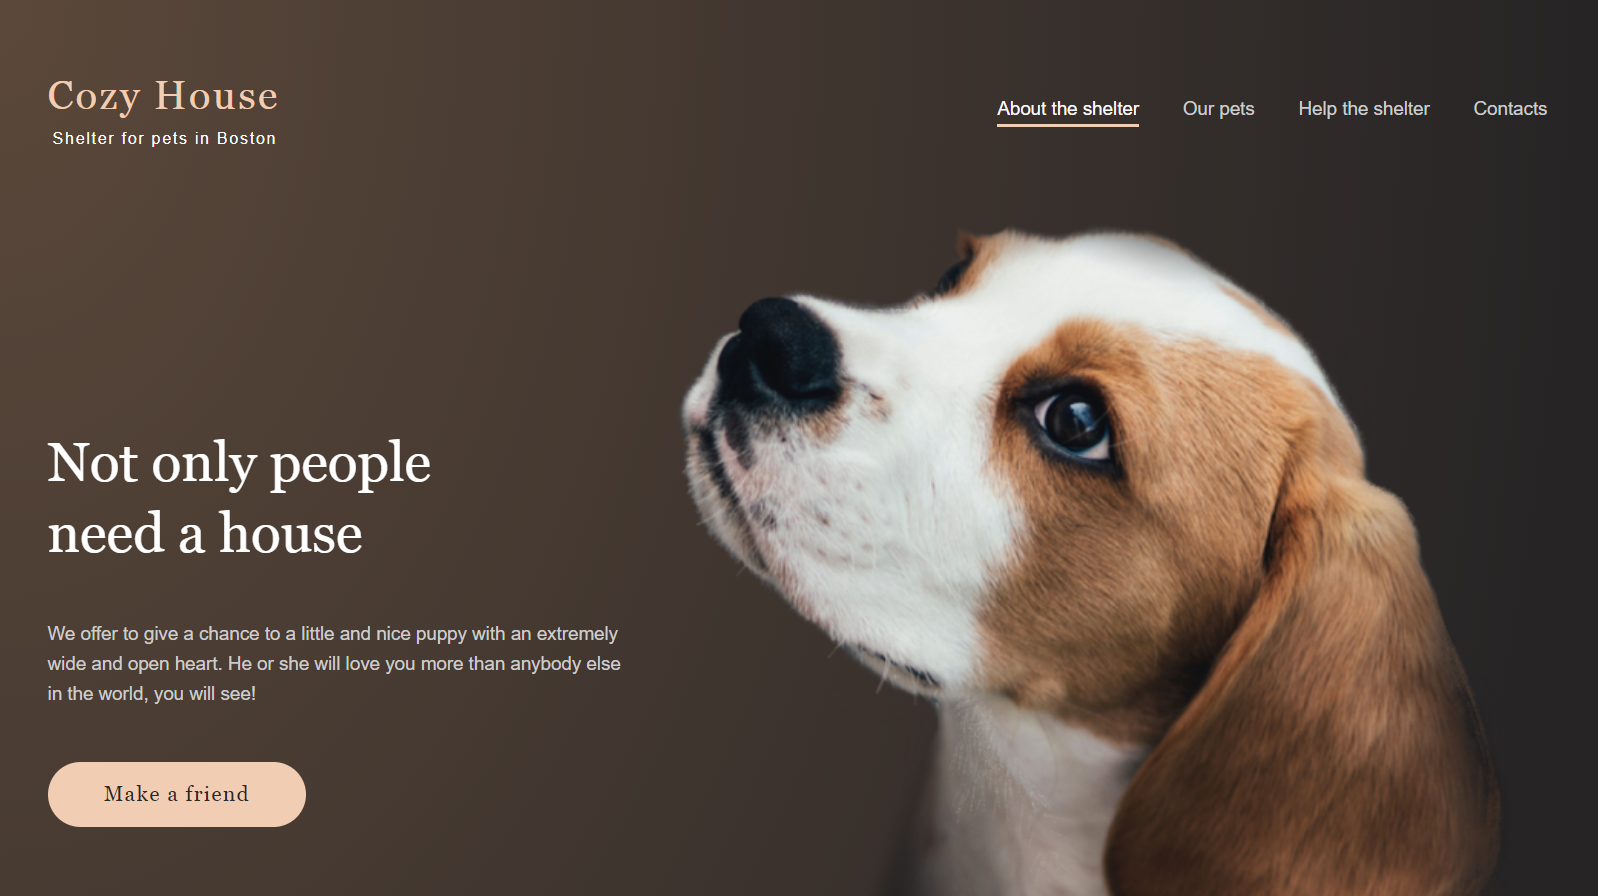 Cozy House
Shelter for pets in Boston
About the shelter
Our pets
Help the shelter
Contacts
Not only people
need a house
We offer to give a chance to a little and nice puppy with an extremely
wide and open heart. He or she will love you more than anybody else
in the world, you will see!
Make a friend